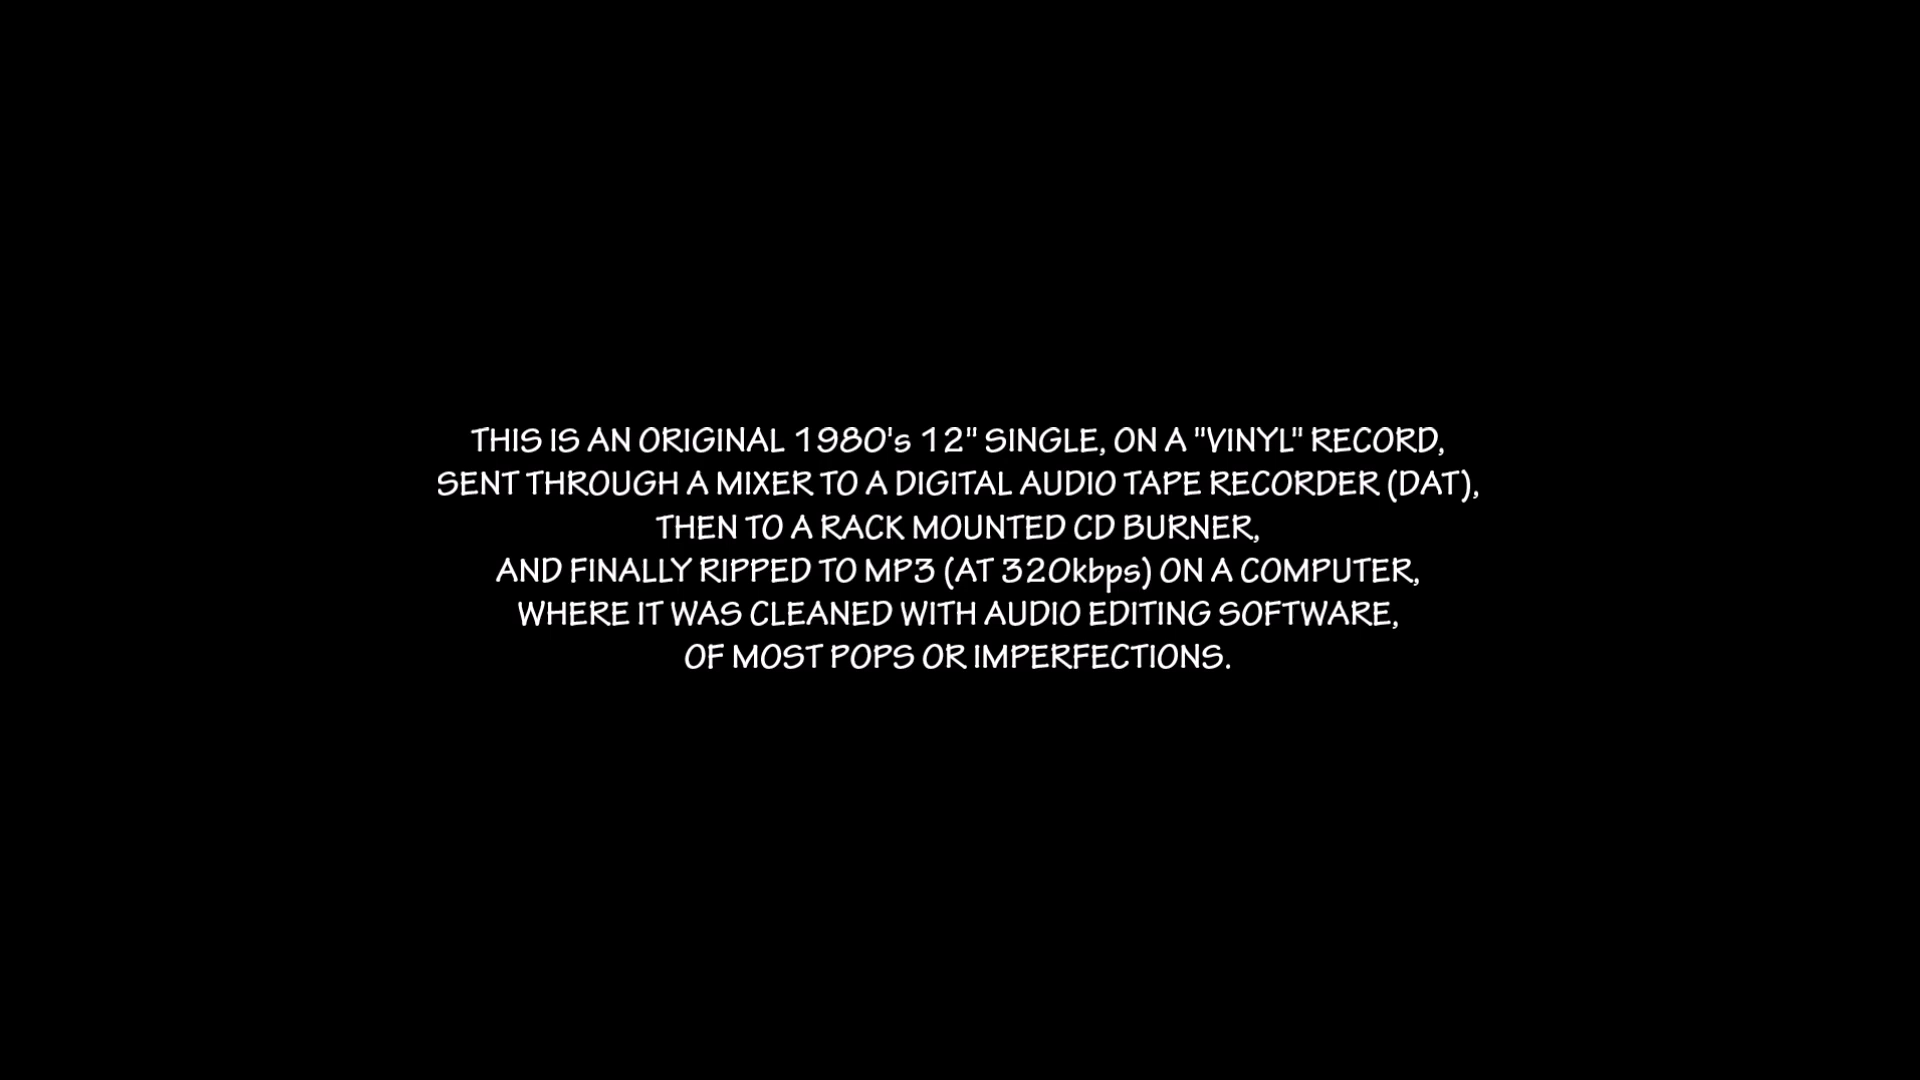 THIS IS AN ORIGINAL 1980's 12" SINGLE, ON A "VINYL" RECORD,
SENT THROUGH A MIXER TO A DIGITAL AUDIO TAPE RECORDER (DAT),
THEN TO A RACK MOUNTED CD BURNER,
AND FINALLY RIPPED TO MP3 (AT 320kbps) ON A COMPUTER,
WHERE IT WAS CLEANED WITH AUDIO EDITING SOFTWARE,
OF MOST POPS OR IMPERFECTIONS.